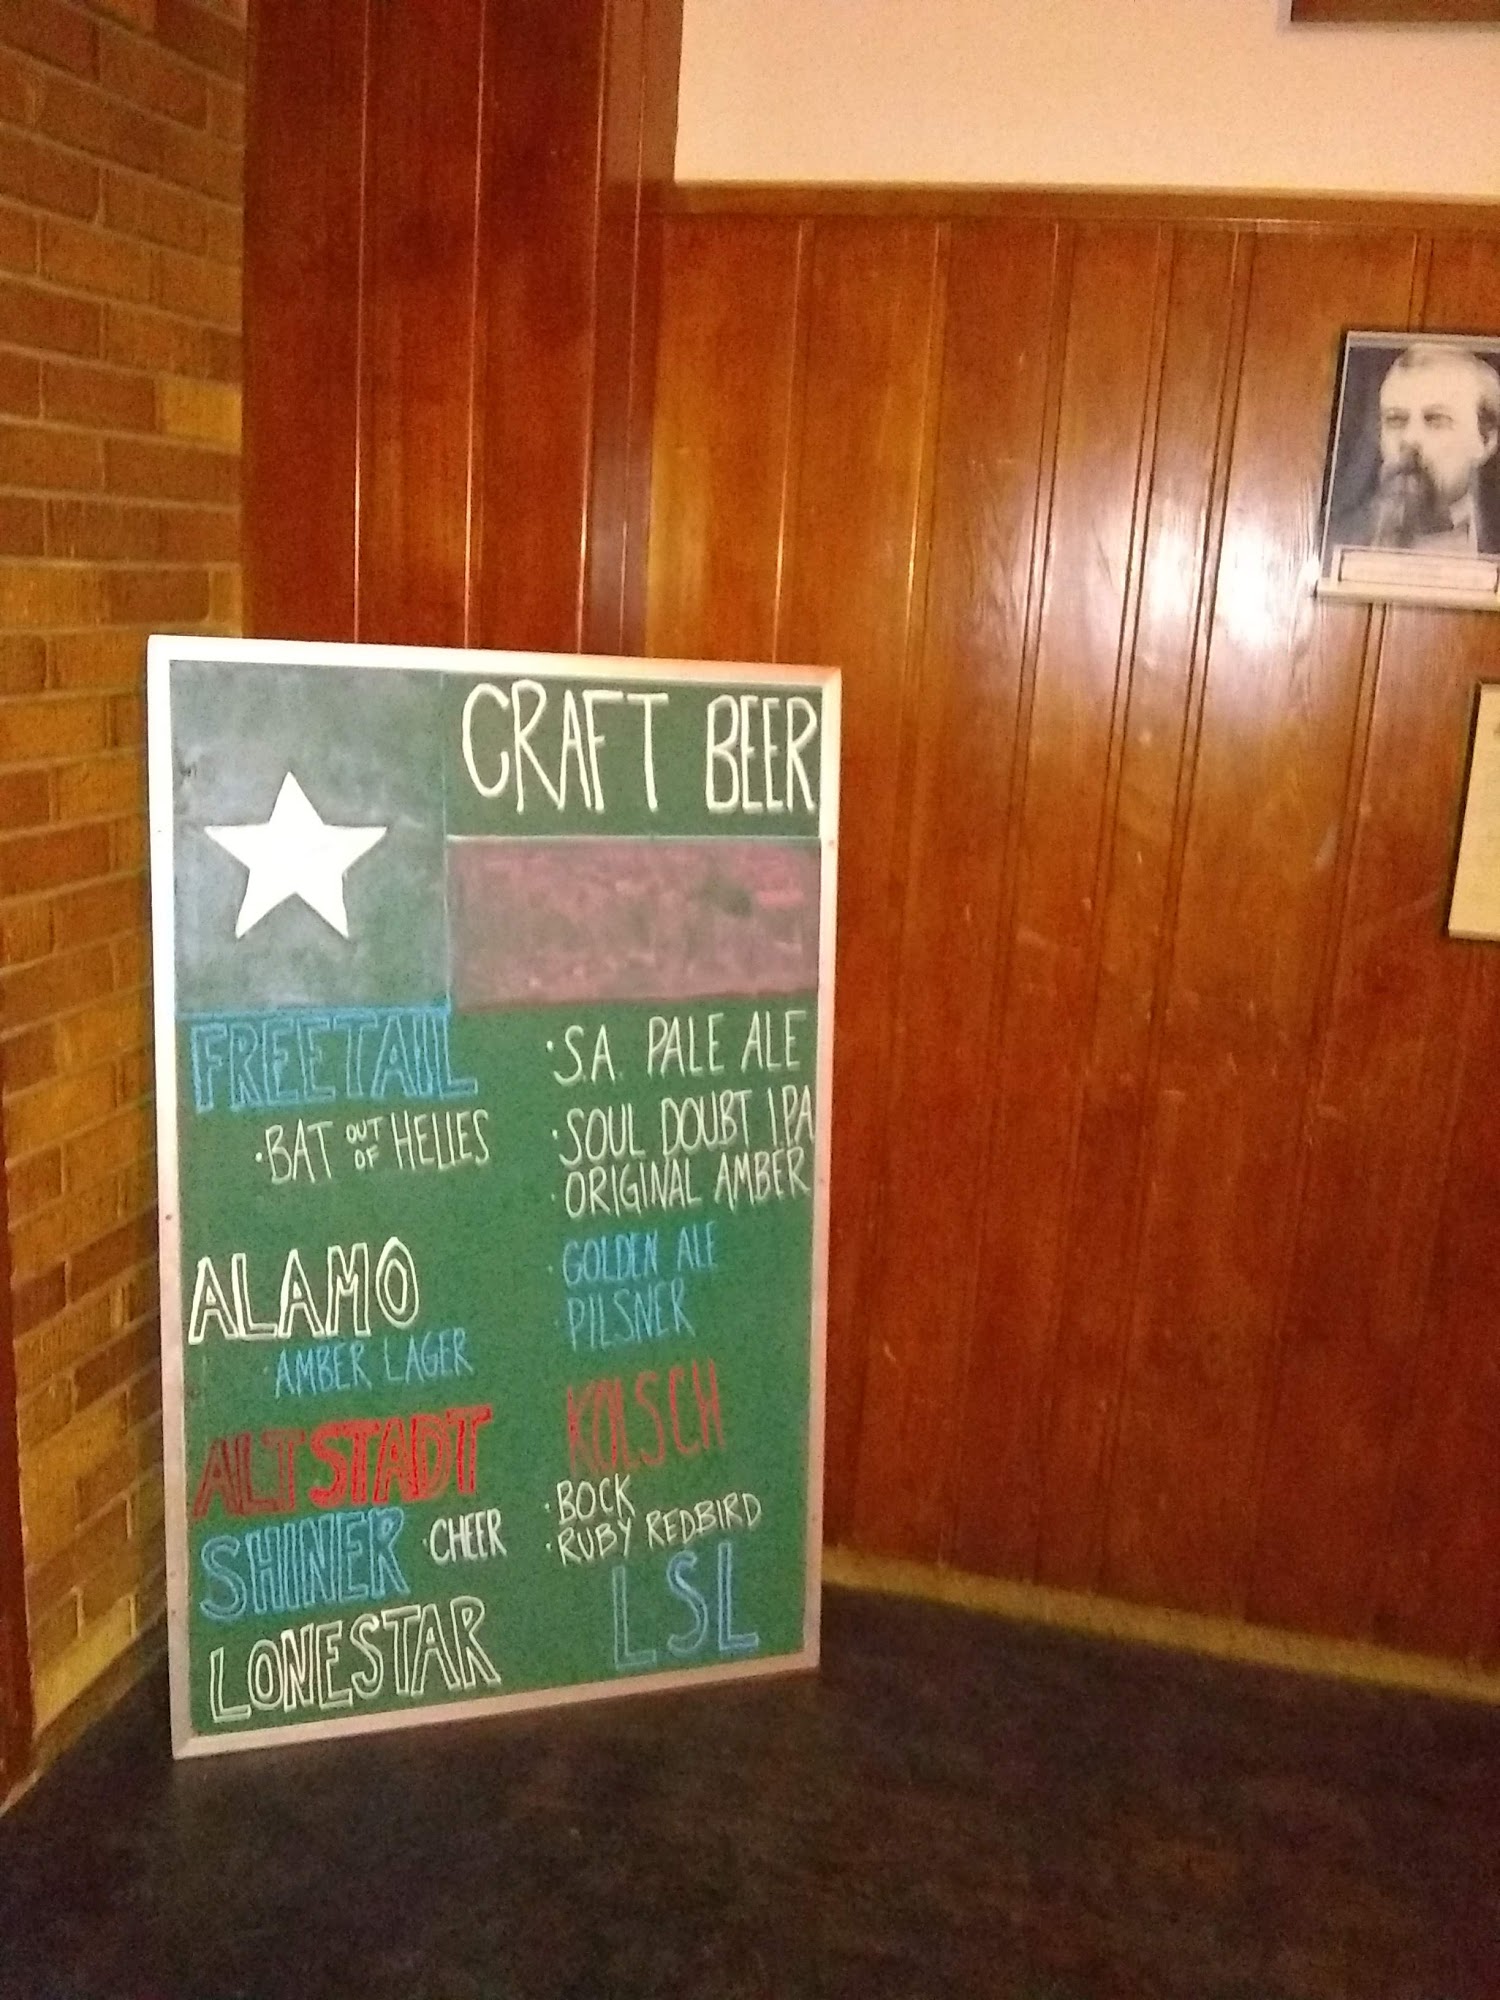 CRAFT BEER
FREETAIL
• S.A. PALE ALE
• BAT OUT OF HELLES
• SOUL DOUBT I.P.A
• ORIGINAL AMBER
ALAMO
• GOLDEN ALE
• PILSNER
• AMBER LAGER
ALTSTADT
KOLSCH
SHINER
• CHEER
• BOCK
• RUBY REDBIRD
LONESTAR
LSL